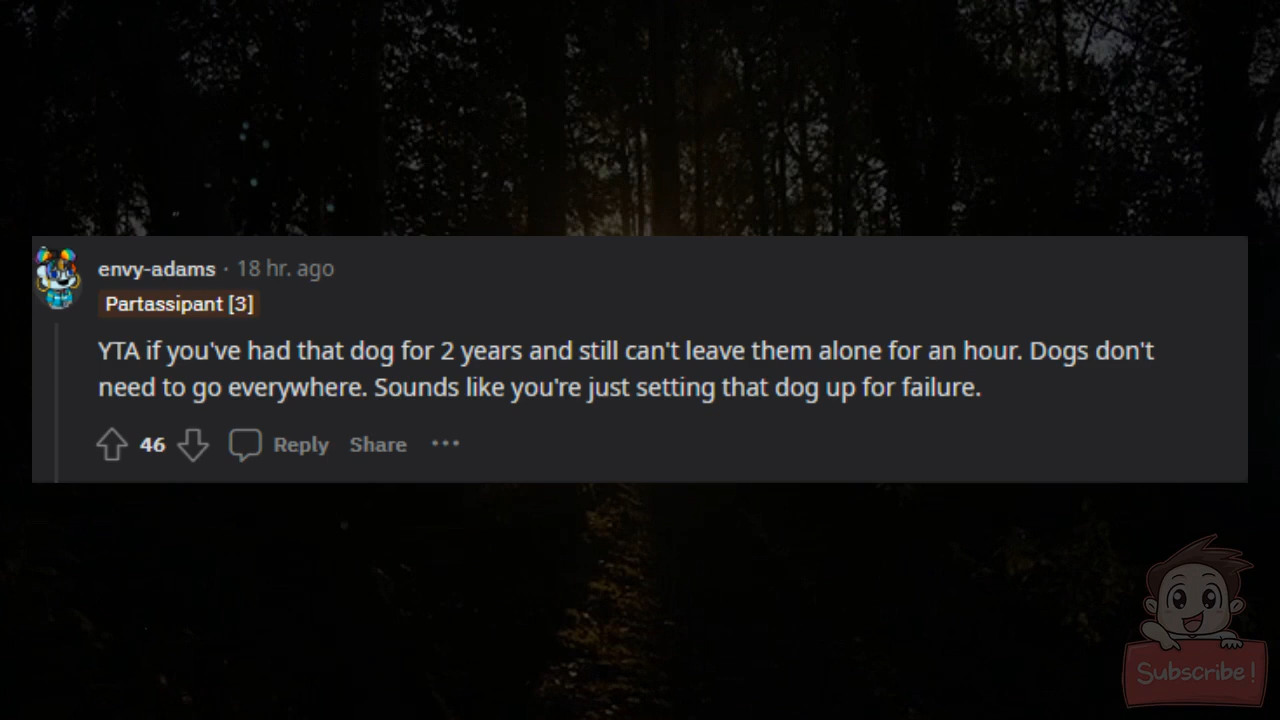 envy-adams · 18 hr. ago
Partassipant [3]
YTA if you've had that dog for 2 years and still can't leave them alone for an hour. Dogs don't
need to go everywhere. Sounds like you're just setting that dog up for failure.
46 Reply Share ···
Subscribe!